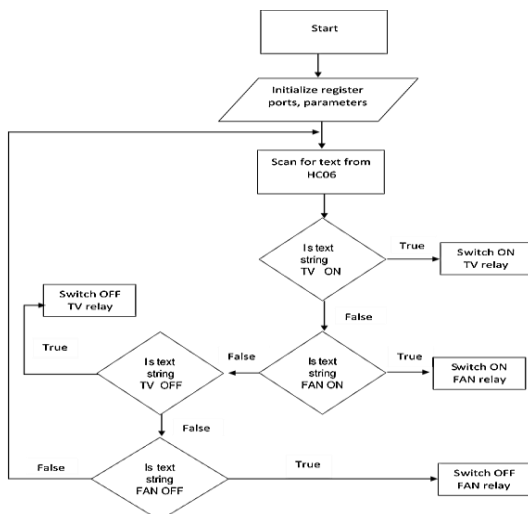 Start
Initialize register
ports, parameters
Scan for text from
HC06
Is text
string
TV ON
True
Switch ON
TV relay
False
Is text
string
FAN ON
True
Switch ON
FAN relay
False
Is text
string
TV OFF
True
Switch OFF
TV relay
False
Is text
string
FAN OFF
True
Switch OFF
FAN relay
False